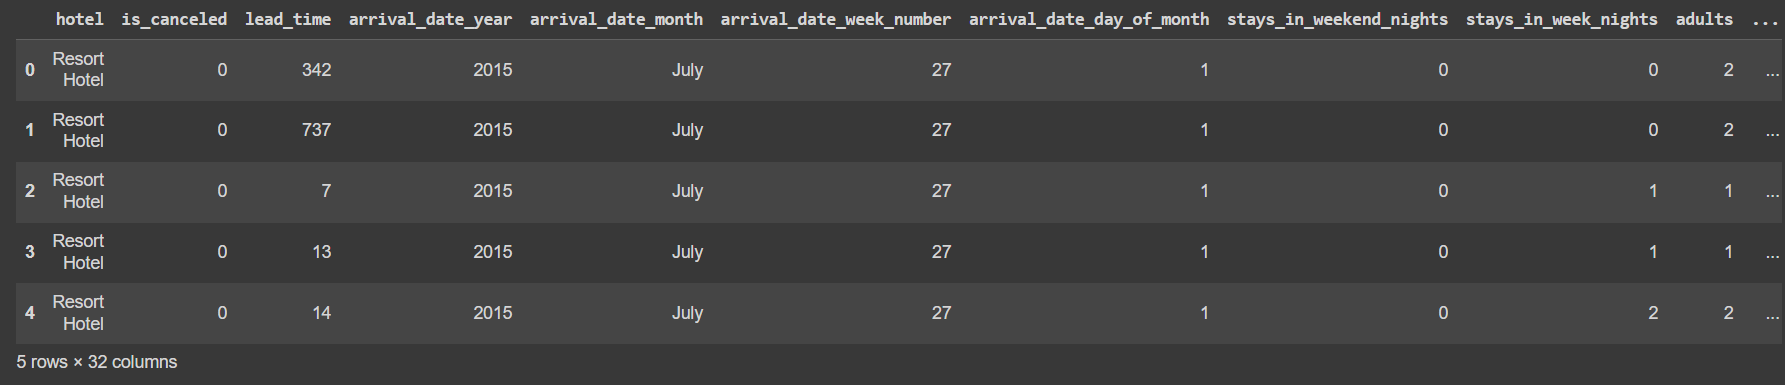 hotel is_canceled lead_time arrival_date_year arrival_date_month arrival_date_week_number arrival_date_day_of_month stays_in_weekend_nights stays_in_week_nights adults ...
0 Resort Hotel 0 342 2015 July 27 1 0 0 2 ...
1 Resort Hotel 0 737 2015 July 27 1 0 0 2 ...
2 Resort Hotel 0 7 2015 July 27 1 0 1 1 ...
3 Resort Hotel 0 13 2015 July 27 1 0 1 1 ...
4 Resort Hotel 0 14 2015 July 27 1 0 2 2 ...
5 rows × 32 columns